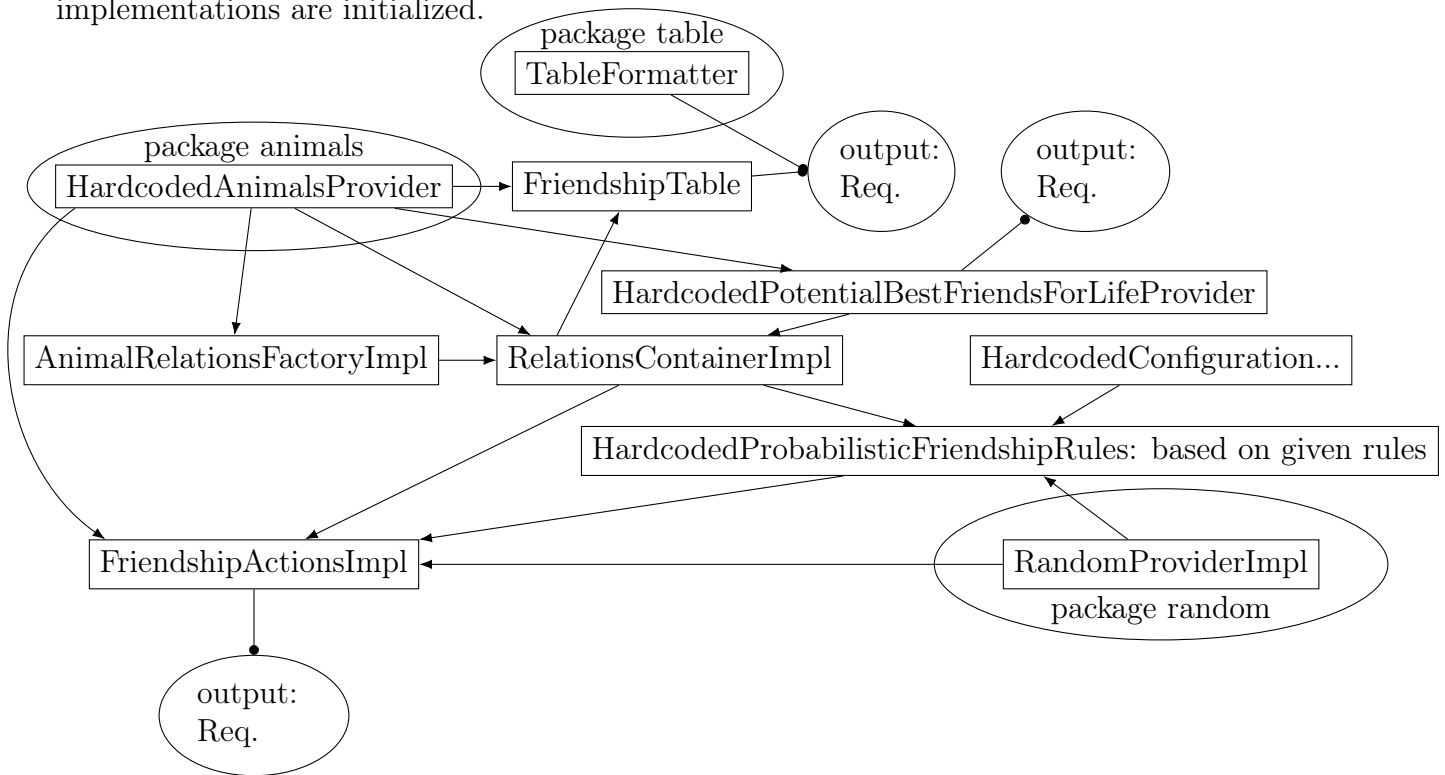 implementations are initialized.
package table
TableFormatter
package animals
HardcodedAnimalsProvider
FriendshipTable
output:
Req.
output:
Req.
HardcodedPotentialBestFriendsForLifeProvider
AnimalRelationsFactoryImpl
RelationsContainerImpl
HardcodedConfiguration...
HardcodedProbabilisticFriendshipRules: based on given rules
FriendshipActionsImpl
RandomProviderImpl
package random
output:
Req.